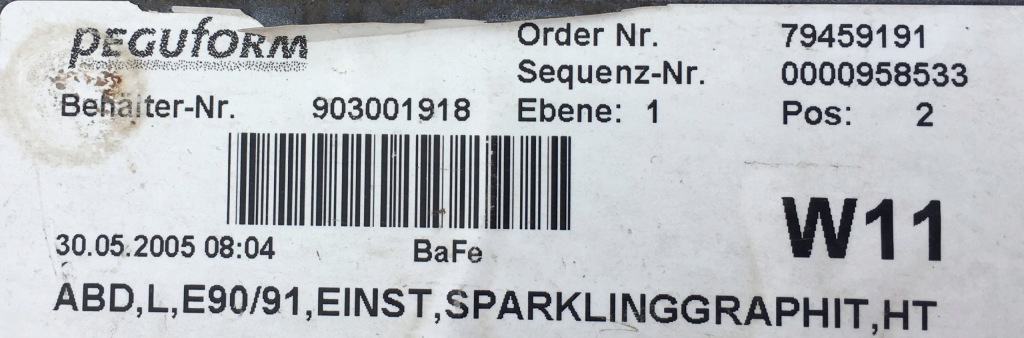 PEGUFORM Order Nr. 79459191
Sequenz-Nr. 0000958533
Behälter-Nr. 903001918 Ebene: 1 Pos: 2
W11
30.05.2005 08:04 BaFe
ABD,L,E90/91,EINST,SPARKLINGGRAPHIT,HT